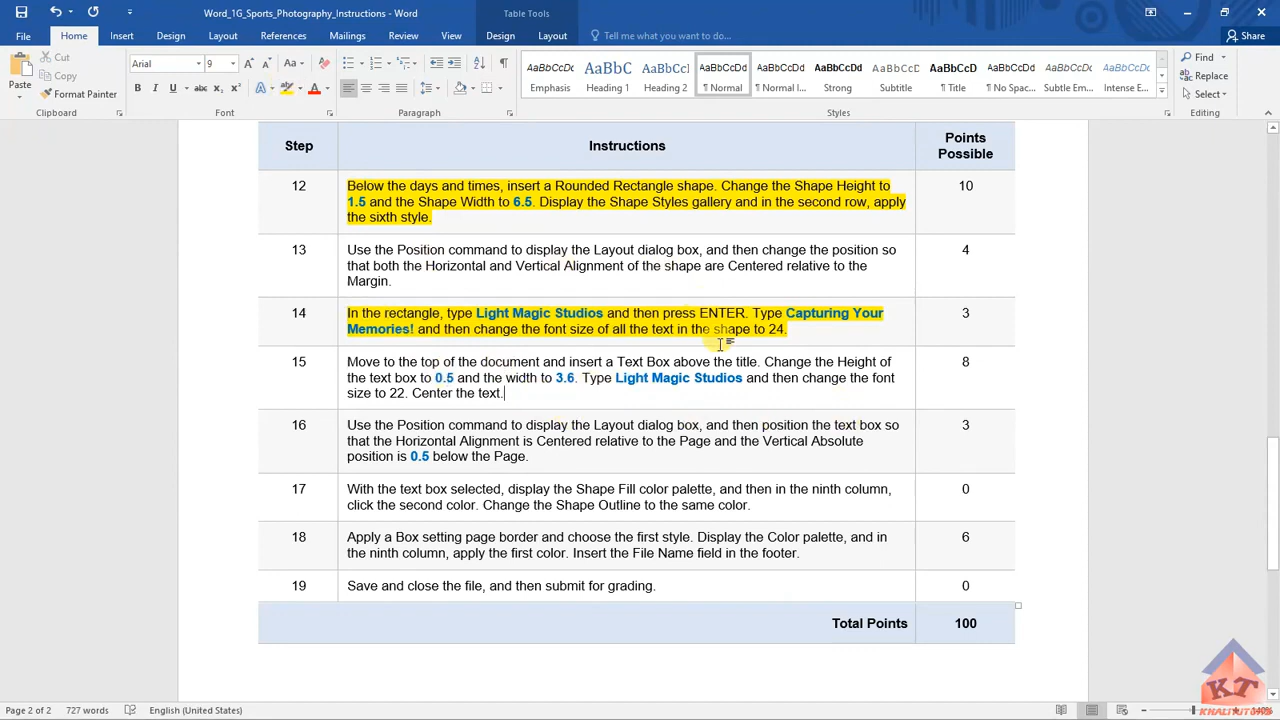 Word_1G_Sports_Photography_Instructions - Word
Table Tools
File Home Insert Design Layout References Mailings Review View Design Layout Tell me what you want to do... Share
Paste
Cut
Copy
Format Painter
Clipboard
Arial 9
Font
Paragraph
AaBbCcDc AaBbC AaBbCc] AaBbCcDd AaBbCcDd AaBbCcDd AaBbCcDd AaBbCcDd AaBbCcDd AaBbCcDd AaBbCcDd
Emphasis Heading 1 Heading 2 ¶ Normal ¶ Normal I... Strong Subtitle ¶ Title ¶ No Spac... Subtle Em... Intense E...
Styles
Find
Replace
Select
Editing
Step Instructions Points Possible
12 Below the days and times, insert a Rounded Rectangle shape. Change the Shape Height to 10
1.5 and the Shape Width to 6.5. Display the Shape Styles gallery and in the second row, apply
the sixth style.
13 Use the Position command to display the Layout dialog box, and then change the position so 4
that both the Horizontal and Vertical Alignment of the shape are Centered relative to the
Margin.
14 In the rectangle, type Light Magic Studios and then press ENTER. Type Capturing Your 3
Memories! and then change the font size of all the text in the shape to 24.
15 Move to the top of the document and insert a Text Box above the title. Change the Height of 8
the text box to 0.5 and the width to 3.6. Type Light Magic Studios and then change the font
size to 22. Center the text.
16 Use the Position command to display the Layout dialog box, and then position the text box so 3
that the Horizontal Alignment is Centered relative to the Page and the Vertical Absolute
position is 0.5 below the Page.
17 With the text box selected, display the Shape Fill color palette, and then in the ninth column, 0
click the second color. Change the Shape Outline to the same color.
18 Apply a Box setting page border and choose the first style. Display the Color palette, and in 6
the ninth column, apply the first color. Insert the File Name field in the footer.
19 Save and close the file, and then submit for grading. 0
Total Points 100
KT
Page 2 of 2 727 words English (United States)